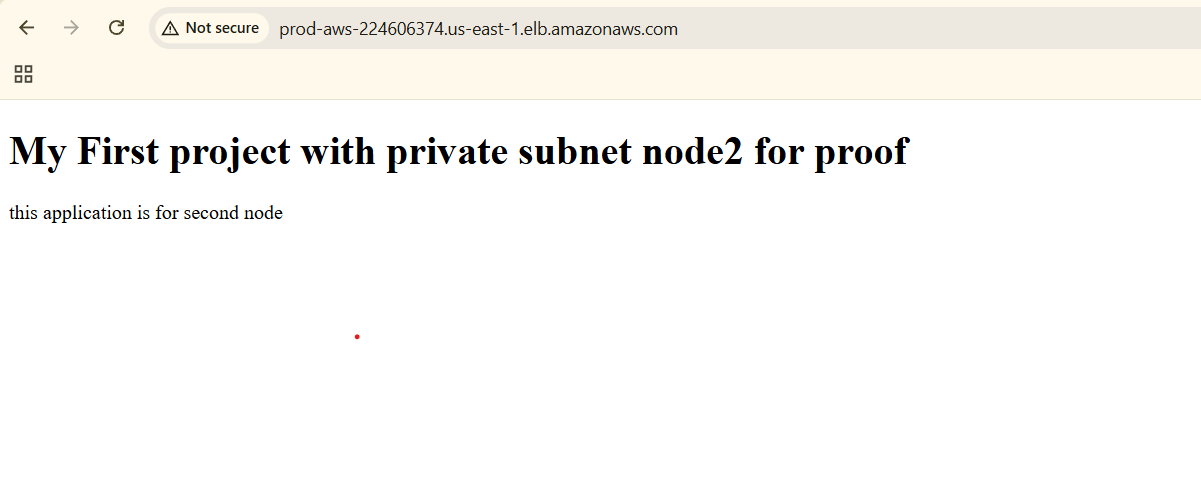 Not secure prod-aws-224606374.us-east-1.elb.amazonaws.com
My First project with private subnet node2 for proof
this application is for second node